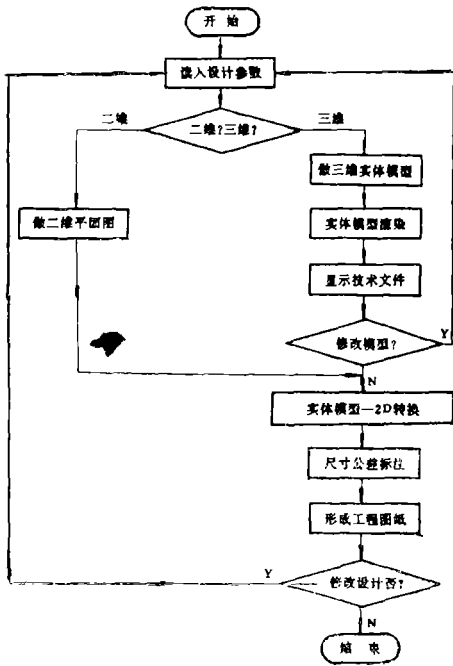 开始
读入设计参数
二维?三维?
二维
三维
做三维实体模型
做二维平面图
实体模型渲染
显示技术文件
修改模型?
Y
N
实体模型—2D转换
尺寸公差标注
形成工程图纸
修改设计否?
Y
N
结束